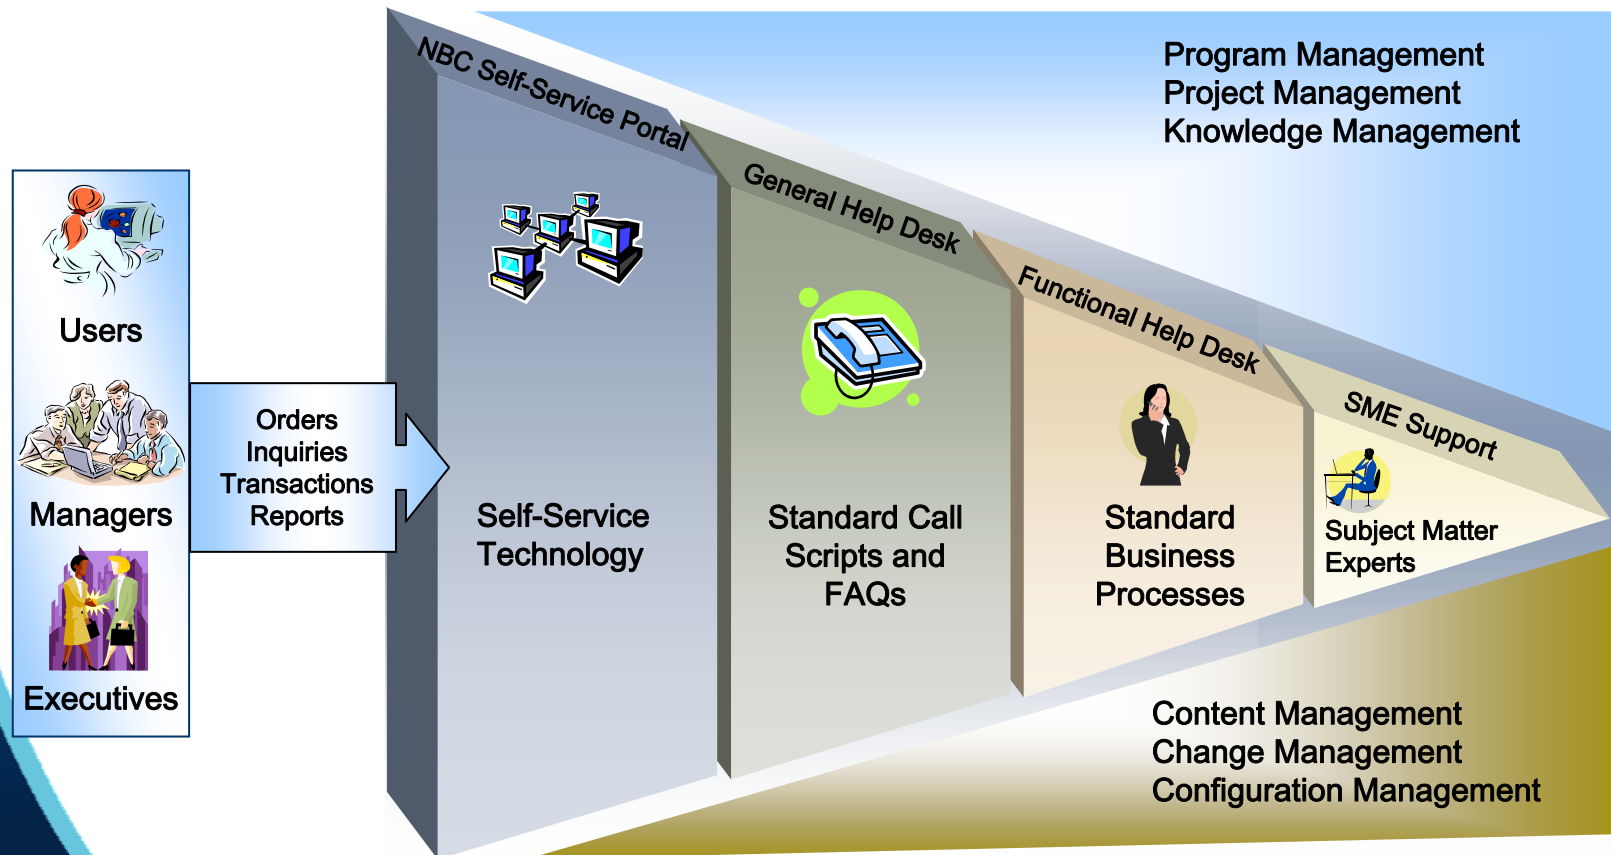 Users
Managers
Executives
Orders
Inquiries
Transactions
Reports
NBC Self-Service Portal
Self-Service
Technology
General Help Desk
Standard Call
Scripts and
FAQs
Functional Help Desk
Standard
Business
Processes
SME Support
Subject Matter
Experts
Program Management
Project Management
Knowledge Management
Content Management
Change Management
Configuration Management